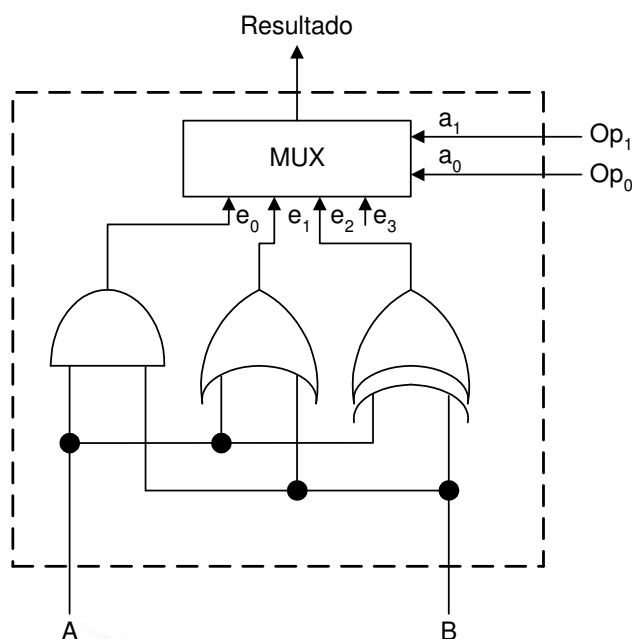 Resultado
a₁
Op₁
MUX
a₀
Op₀
e₀ e₁ e₂ e₃
A B